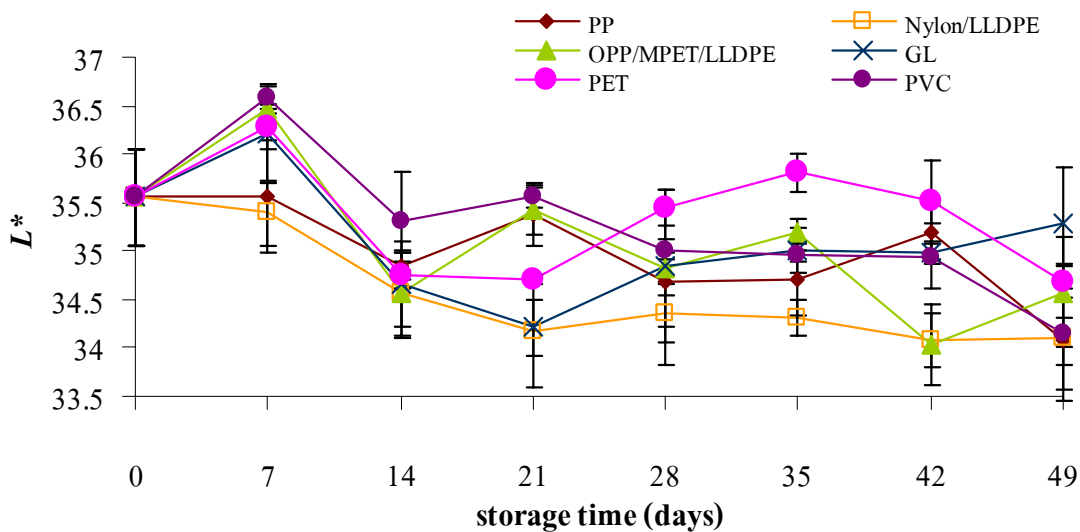 PP
Nylon/LLDPE
OPP/MPET/LLDPE
GL
PET
PVC
37
36.5
36
35.5
35
34.5
34
33.5
L*
0 7 14 21 28 35 42 49
storage time (days)